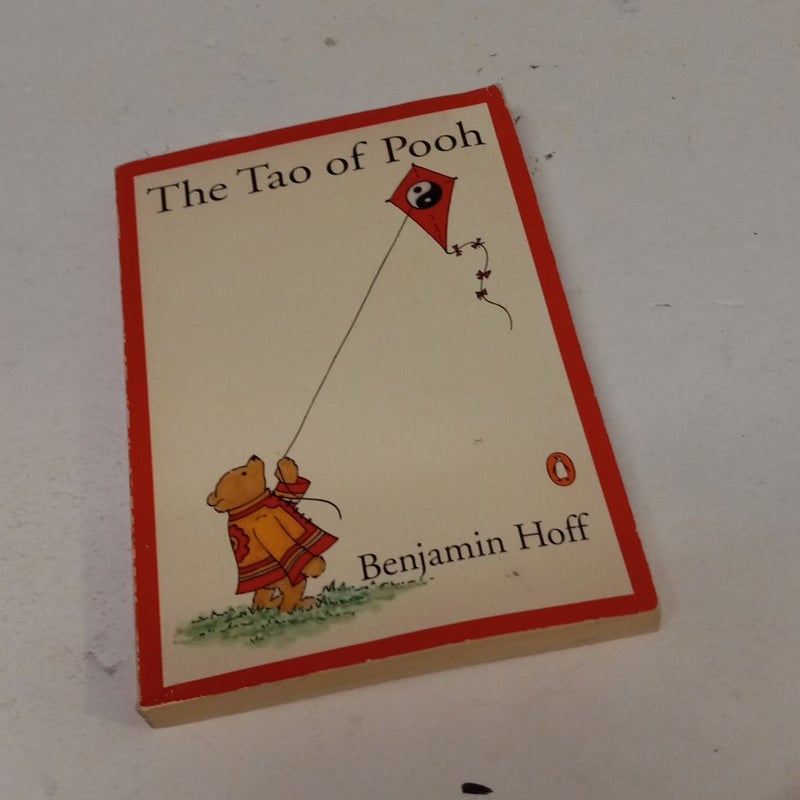 The Tao of Pooh
Benjamin Hoff